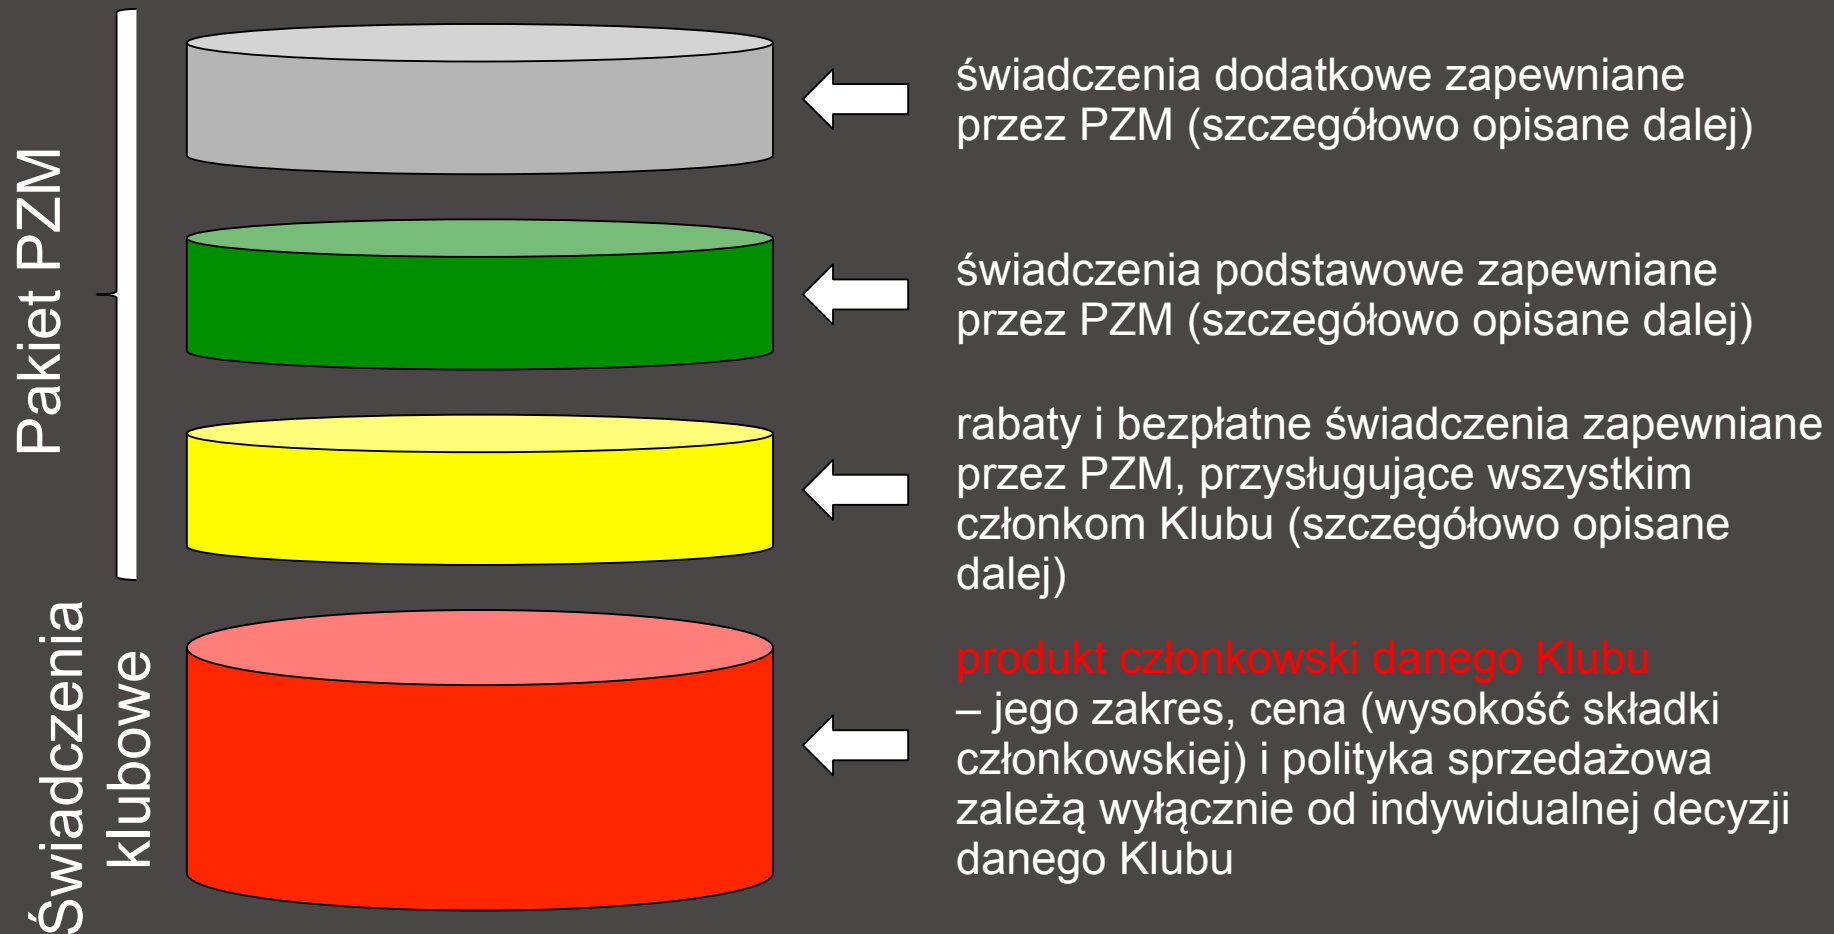 Pakiet PZM
świadczenia dodatkowe zapewniane
przez PZM (szczegółowo opisane dalej)
świadczenia podstawowe zapewniane
przez PZM (szczegółowo opisane dalej)
rabaty i bezpłatne świadczenia zapewniane
przez PZM, przysługujące wszystkim
członkom Klubu (szczegółowo opisane
dalej)
Świadczenia
klubowe
produkt członkowski danego Klubu
– jego zakres, cena (wysokość składki
członkowskiej) i polityka sprzedażowa
zależą wyłącznie od indywidualnej decyzji
danego Klubu